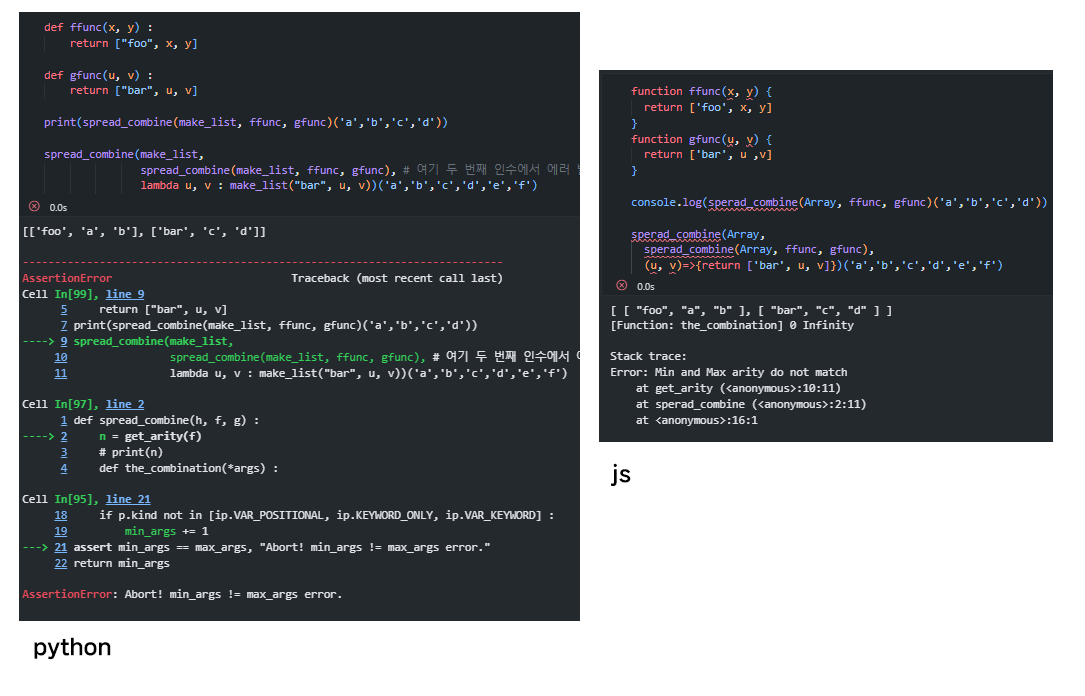 def ffunc(x, y) :
return ["foo", x, y]
def gfunc(u, v) :
return ["bar", u, v]
print(spread_combine(make_list, ffunc, gfunc)('a','b','c','d'))
spread_combine(make_list,
spread_combine(make_list, ffunc, gfunc), # 여기 두 번째 인수에서 에러
lambda u, v : make_list("bar", u, v))('a','b','c','d','e','f')
0.0s
[['foo', 'a', 'b'], ['bar', 'c', 'd']]
---------------------------------------------------------------------------
AssertionError Traceback (most recent call last)
Cell In[99], line 9
5 return ["bar", u, v]
7 print(spread_combine(make_list, ffunc, gfunc)('a','b','c','d'))
----> 9 spread_combine(make_list,
10 spread_combine(make_list, ffunc, gfunc), # 여기 두 번째 인수에서
11 lambda u, v : make_list("bar", u, v))('a','b','c','d','e','f')
Cell In[97], line 2
1 def spread_combine(h, f, g) :
----> 2 n = get_arity(f)
3 # print(n)
4 def the_combination(*args) :
Cell In[95], line 21
18 if p.kind not in [ip.VAR_POSITIONAL, ip.KEYWORD_ONLY, ip.VAR_KEYWORD] :
19 min_args += 1
---> 21 assert min_args == max_args, "Abort! min_args != max_args error."
22 return min_args
AssertionError: Abort! min_args != max_args error.
python
function ffunc(x, y) {
return ['foo', x, y]
}
function gfunc(u, v) {
return ['bar', u ,v]
}
console.log(sperad_combine(Array, ffunc, gfunc)('a','b','c','d'))
sperad_combine(Array,
sperad_combine(Array, ffunc, gfunc),
(u, v)=>{return ['bar', u, v]})('a','b','c','d','e','f')
0.0s
[ [ "foo", "a", "b" ], [ "bar", "c", "d" ] ]
[Function: the_combination] 0 Infinity
Stack trace:
Error: Min and Max arity do not match
at get_arity (<anonymous>:10:11)
at sperad_combine (<anonymous>:2:11)
at <anonymous>:16:1
js